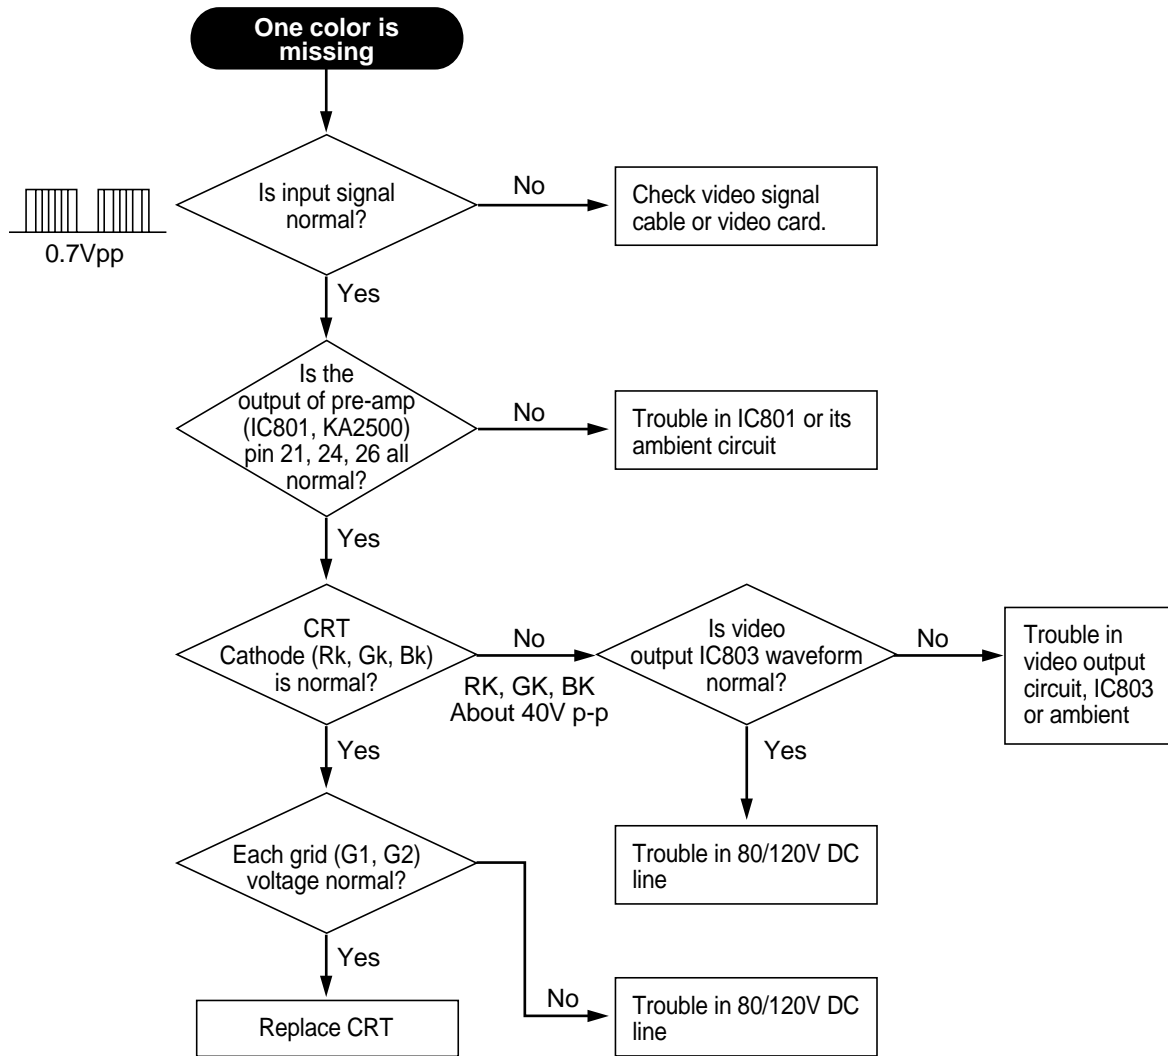 One color is
missing
Is input signal
normal?
No
Check video signal
cable or video card.
0.7Vpp
Yes
Is the
output of pre-amp
(IC801, KA2500)
pin 21, 24, 26 all
normal?
No
Trouble in IC801 or its
ambient circuit
Yes
CRT
Cathode (Rk, Gk, Bk)
is normal?
No
RK, GK, BK
About 40V p-p
Is video
output IC803 waveform
normal?
No
Trouble in
video output
circuit, IC803
or ambient
Yes
Yes
Each grid (G1, G2)
voltage normal?
Trouble in 80/120V DC
line
Yes
No
Replace CRT
Trouble in 80/120V DC
line